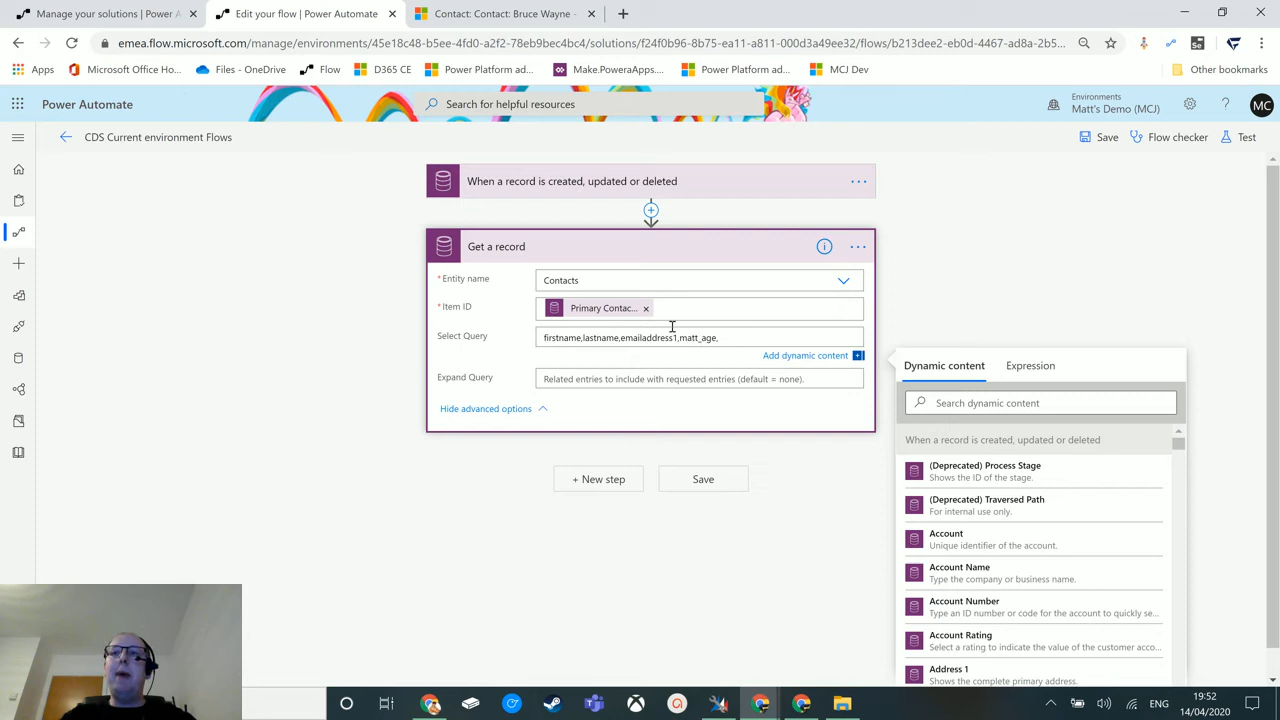 Manage your solutions | Power A
Edit your flow | Power Automate
Contact: Contact: Bruce Wayne -
emea.flow.microsoft.com/manage/environments/45e18c48-b5ee-4fd0-a2f2-78eb9bec4bc4/solutions/f24f0b96-8b75-ea11-a811-000d3a49ee32/flows/b213dee2-eb0d-4467-ad8a-2b5...
Apps
Microsoft Office Ho...
Files - OneDrive
Flow
D365 CE
Power Platform ad...
Make.PoweraApps....
Power Platform ad...
MCJ Dev
Other bookmarks
Power Automate
Search for helpful resources
Environments
Matt's Demo (MCJ)
MC
CDS Current environment Flows
Save
Flow checker
Test
When a record is created, updated or deleted
Get a record
*Entity name
Contacts
*Item ID
Primary Contac...
Select Query
firstname,lastname,emailaddress1,matt_age,
Add dynamic content
Expand Query
Related entries to include with requested entries (default = none).
Hide advanced options
+ New step
Save
Dynamic content
Expression
Search dynamic content
When a record is created, updated or deleted
(Deprecated) Process Stage
Shows the ID of the stage.
(Deprecated) Traversed Path
For internal use only.
Account
Unique identifier of the account.
Account Name
Type the company or business name.
Account Number
Type an ID number or code for the account to quickly se...
Account Rating
Select a rating to indicate the value of the customer acco...
Address 1
Shows the complete primary address.
ENG
19:52
14/04/2020